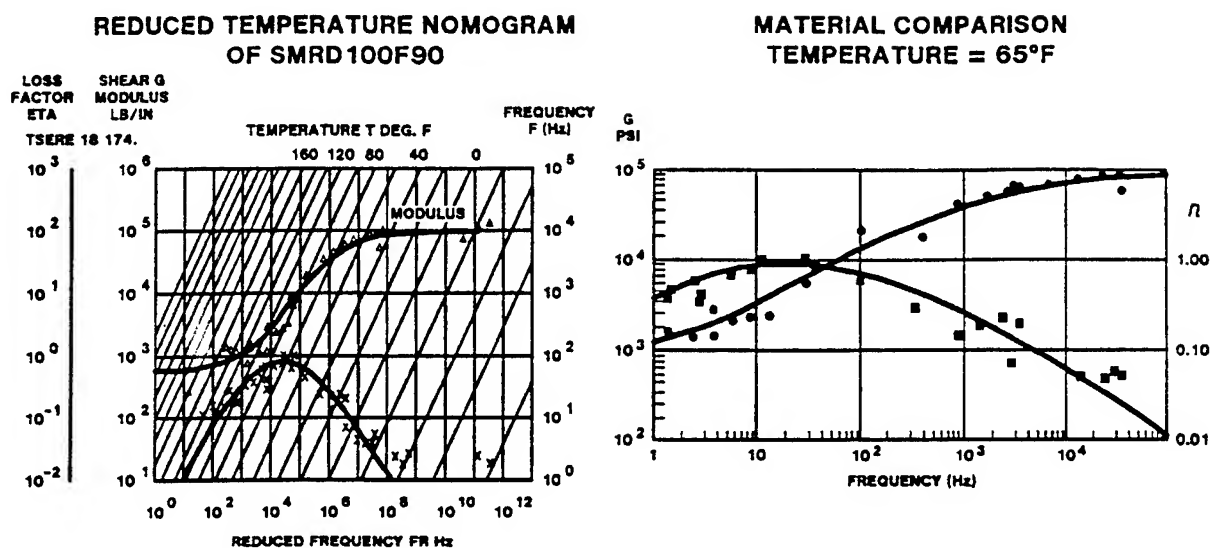 REDUCED TEMPERATURE NOMOGRAM
OF SMRD100F90
LOSS
FACTOR
ETA
SHEAR G
MODULUS
LB/IN
TSERE 18 174.
TEMPERATURE T DEG. F
FREQUENCY
F (Hz)
160 120 80 40 0
10³ 10⁶ 10⁵
10² 10⁵ 10⁴
10¹ 10⁴ 10³
10⁰ 10³ 10²
10⁻¹ 10² 10¹
10⁻² 10¹ 10⁰
MODULUS
10⁰ 10² 10⁴ 10⁶ 10⁸ 10¹⁰ 10¹²
REDUCED FREQUENCY FR Hz
MATERIAL COMPARISON
TEMPERATURE = 65°F
G
PSI
10⁵
10⁴
10³
10²
η
1.00
0.10
0.01
1 10¹ 10² 10³ 10⁴
FREQUENCY (Hz)